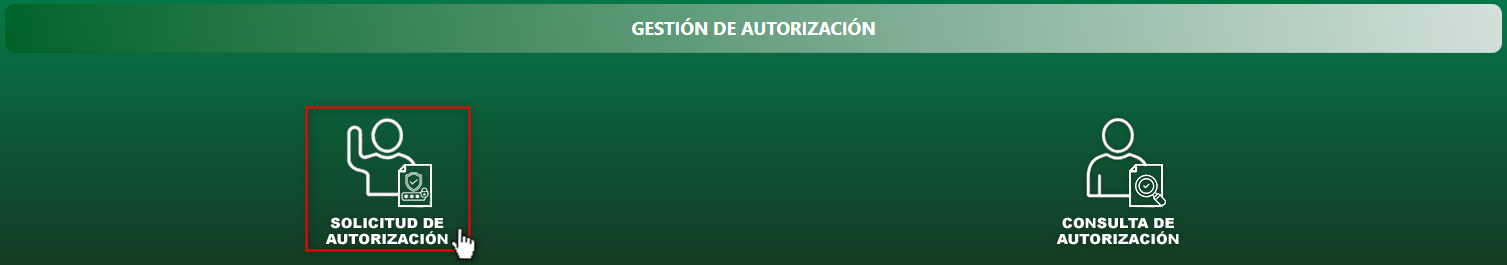 GESTIÓN DE AUTORIZACIÓN
SOLICITUD DE
AUTORIZACIÓN
CONSULTA DE
AUTORIZACIÓN